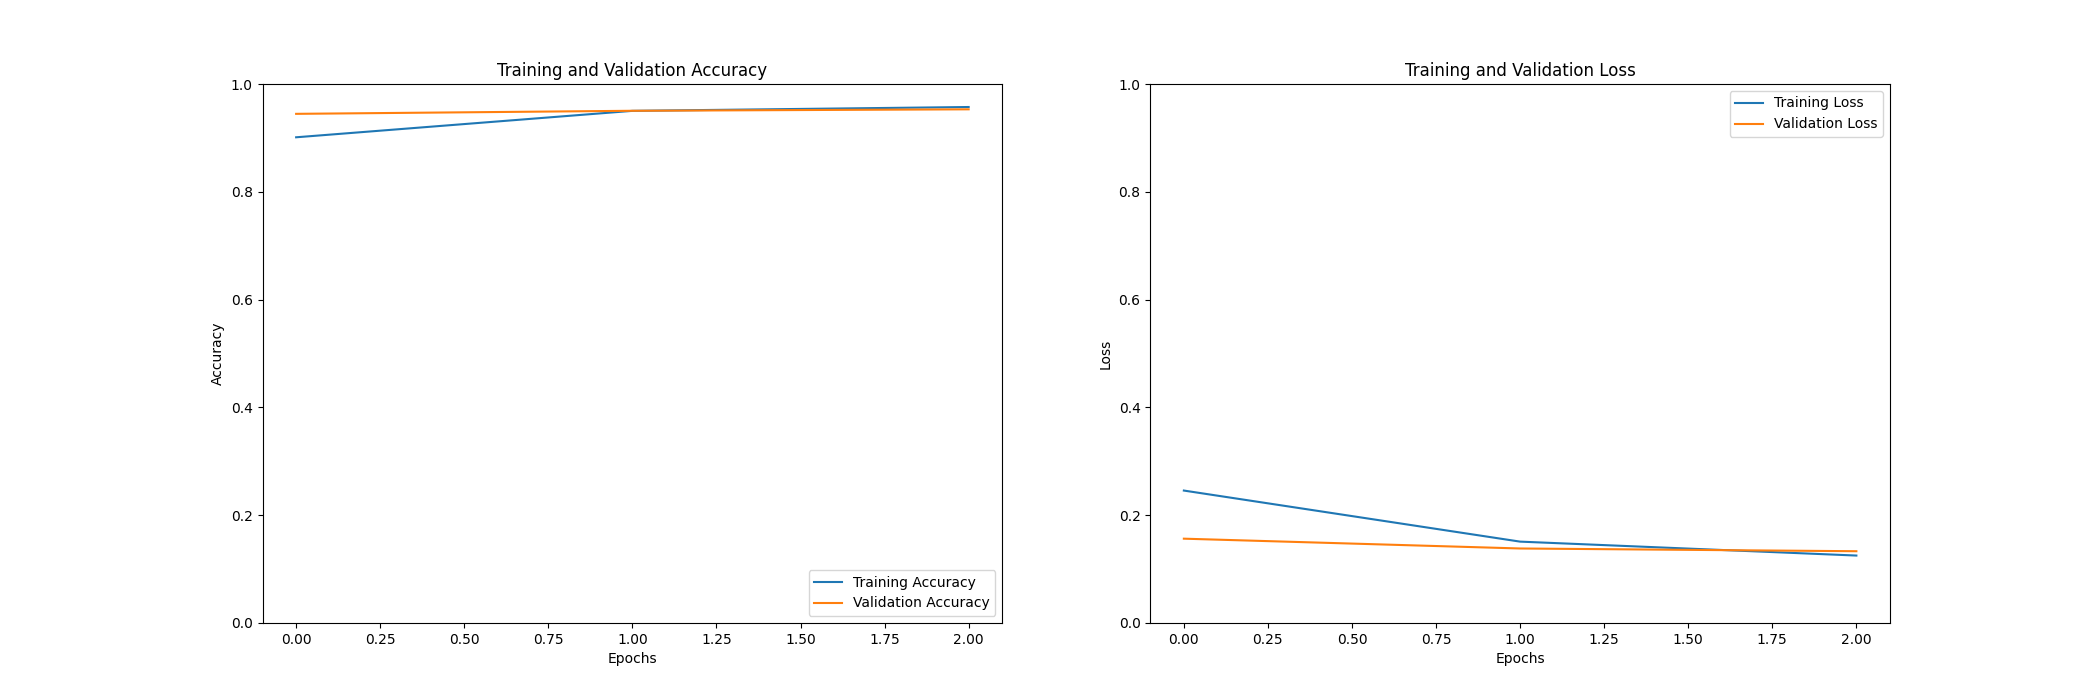 Training and Validation Accuracy
1.0
0.8
0.6
0.4
0.2
0.0
Accuracy
Training Accuracy
Validation Accuracy
0.00 0.25 0.50 0.75 1.00 1.25 1.50 1.75 2.00
Epochs
Training and Validation Loss
1.0
0.8
0.6
0.4
0.2
0.0
Loss
Training Loss
Validation Loss
0.00 0.25 0.50 0.75 1.00 1.25 1.50 1.75 2.00
Epochs